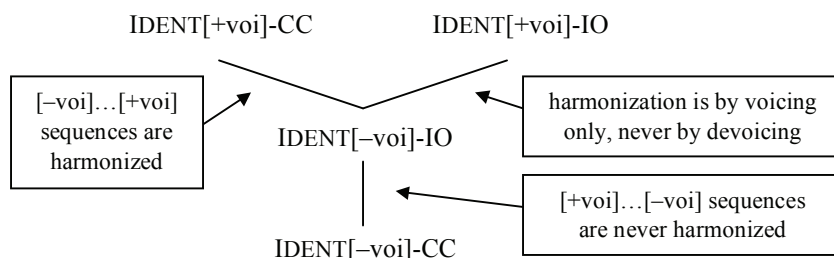 IDENT[+voi]-CC IDENT[+voi]-IO
[–voi]…[+voi]
sequences are
harmonized
harmonization is by voicing
only, never by devoicing
IDENT[–voi]-IO
[+voi]…[–voi] sequences
are never harmonized
IDENT[–voi]-CC